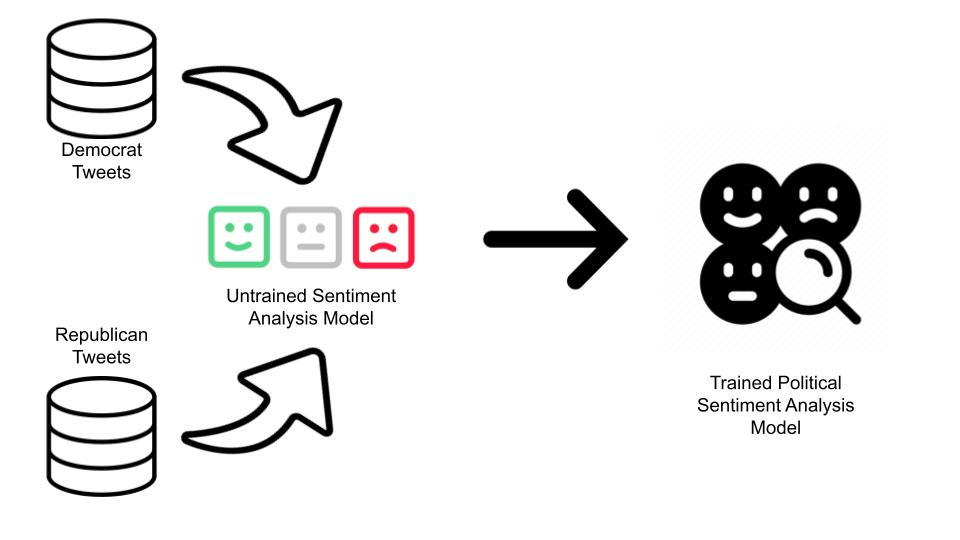 Democrat
Tweets
Untrained Sentiment
Analysis Model
Republican
Tweets
Trained Political
Sentiment Analysis
Model